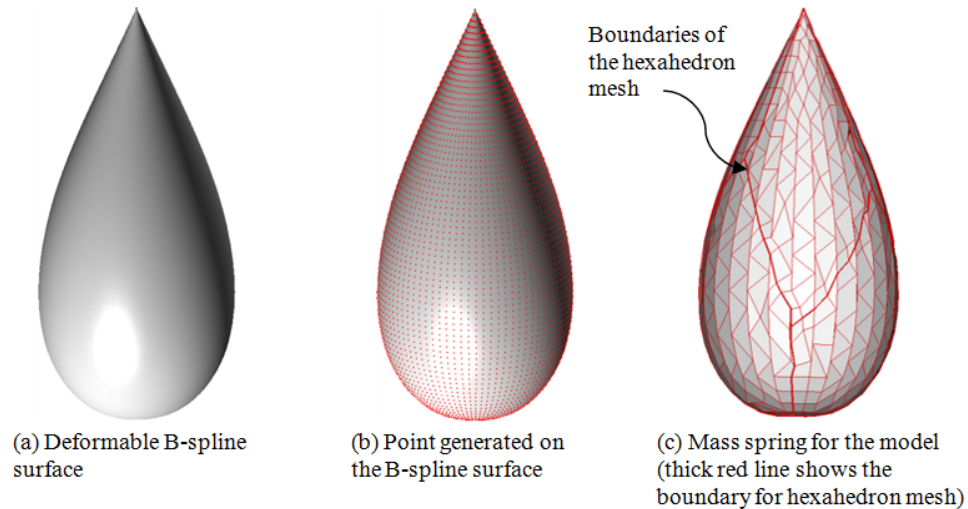 Boundaries of
the hexahedron
mesh
(a) Deformable B-spline
surface
(b) Point generated on
the B-spline surface
(c) Mass spring for the model
(thick red line shows the
boundary for hexahedron mesh)